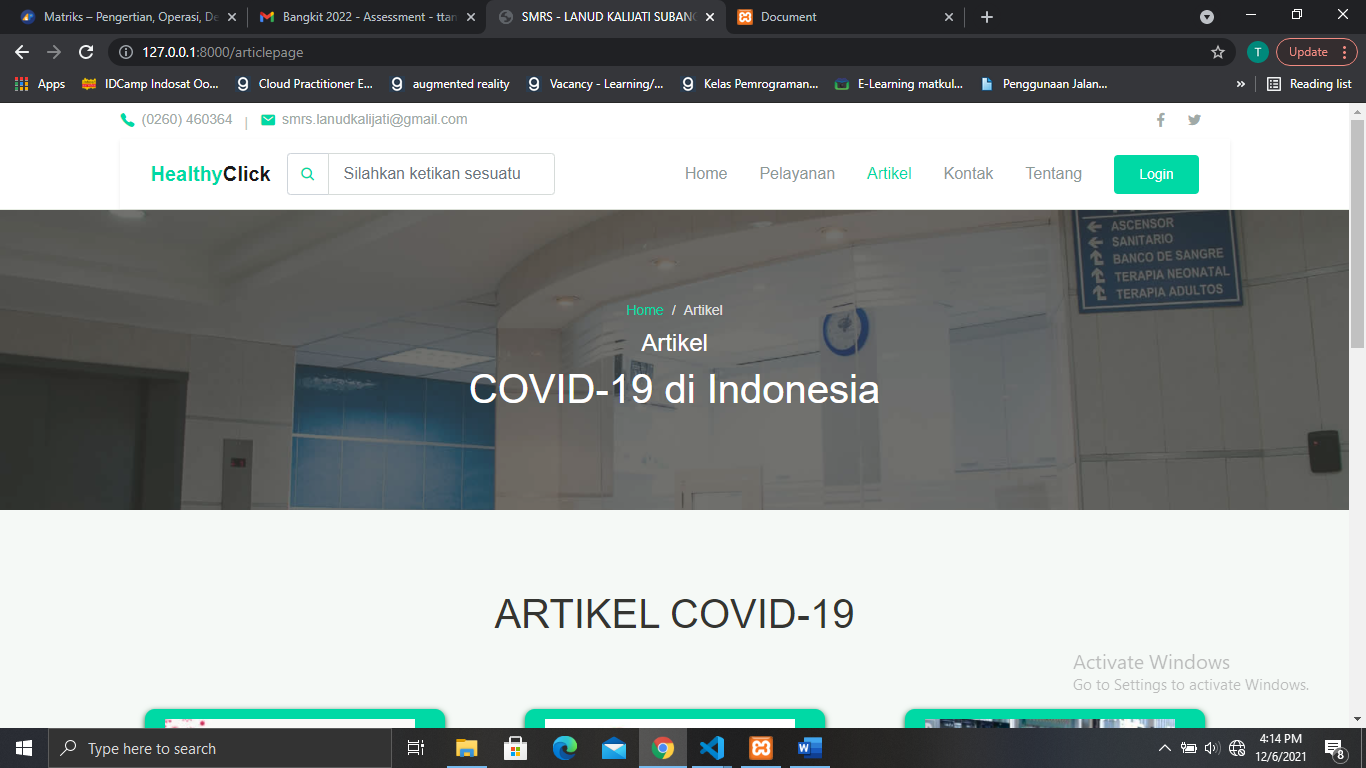 Matriks – Pengertian, Operasi, De
Bangkit 2022 - Assessment - ttan
SMRS - LANUD KALIJATI SUBANG
Document
127.0.0.1:8000/articlepage
T
Update
Apps
IDCamp Indosat Oo...
Cloud Practitioner E...
augmented reality
Vacancy - Learning/...
Kelas Pemrograman...
E-Learning matkul...
Penggunaan Jalan...
»
Reading list
(0260) 460364 | smrs.lanudkalijati@gmail.com
HealthyClick
Silahkan ketikan sesuatu
Home
Pelayanan
Artikel
Kontak
Tentang
Login
ASCENSOR
SANITARIO
BANCO DE SANGRE
TERAPIA NEONATAL
TERAPIA ADULTOS
Home / Artikel
Artikel
COVID-19 di Indonesia
ARTIKEL COVID-19
Activate Windows
Go to Settings to activate Windows.
Type here to search
4:14 PM
12/6/2021
8